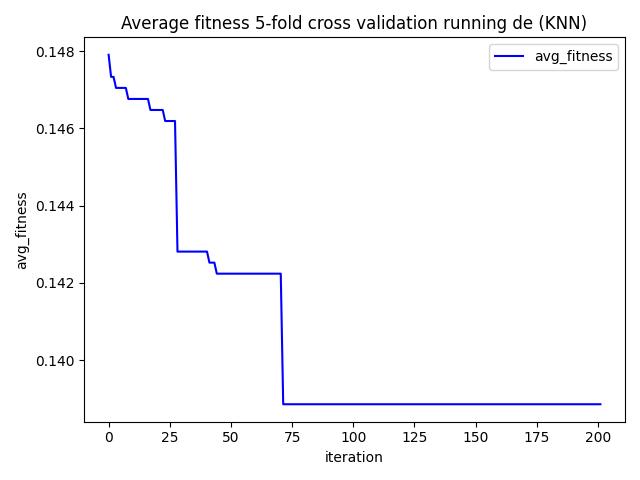 Average fitness 5-fold cross validation running de (KNN)
avg_fitness
0.148
0.146
0.144
0.142
0.140
avg_fitness
0 25 50 75 100 125 150 175 200
iteration